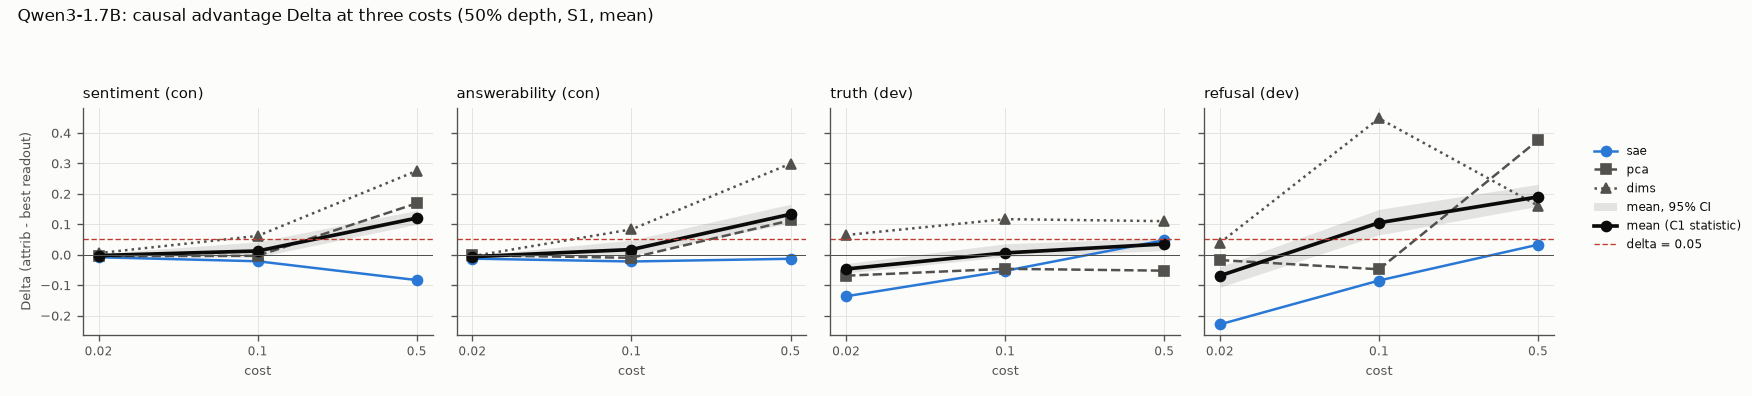 Qwen3-1.7B: causal advantage Delta at three costs (50% depth, S1, mean)
sentiment (con)
answerability (con)
truth (dev)
refusal (dev)
Delta (attrib - best readout)
0.4
0.3
0.2
0.1
0.0
−0.1
−0.2
0.02 0.1 0.5
0.02 0.1 0.5
0.02 0.1 0.5
0.02 0.1 0.5
cost
cost
cost
cost
sae
pca
dims
mean, 95% CI
mean (C1 statistic)
delta = 0.05